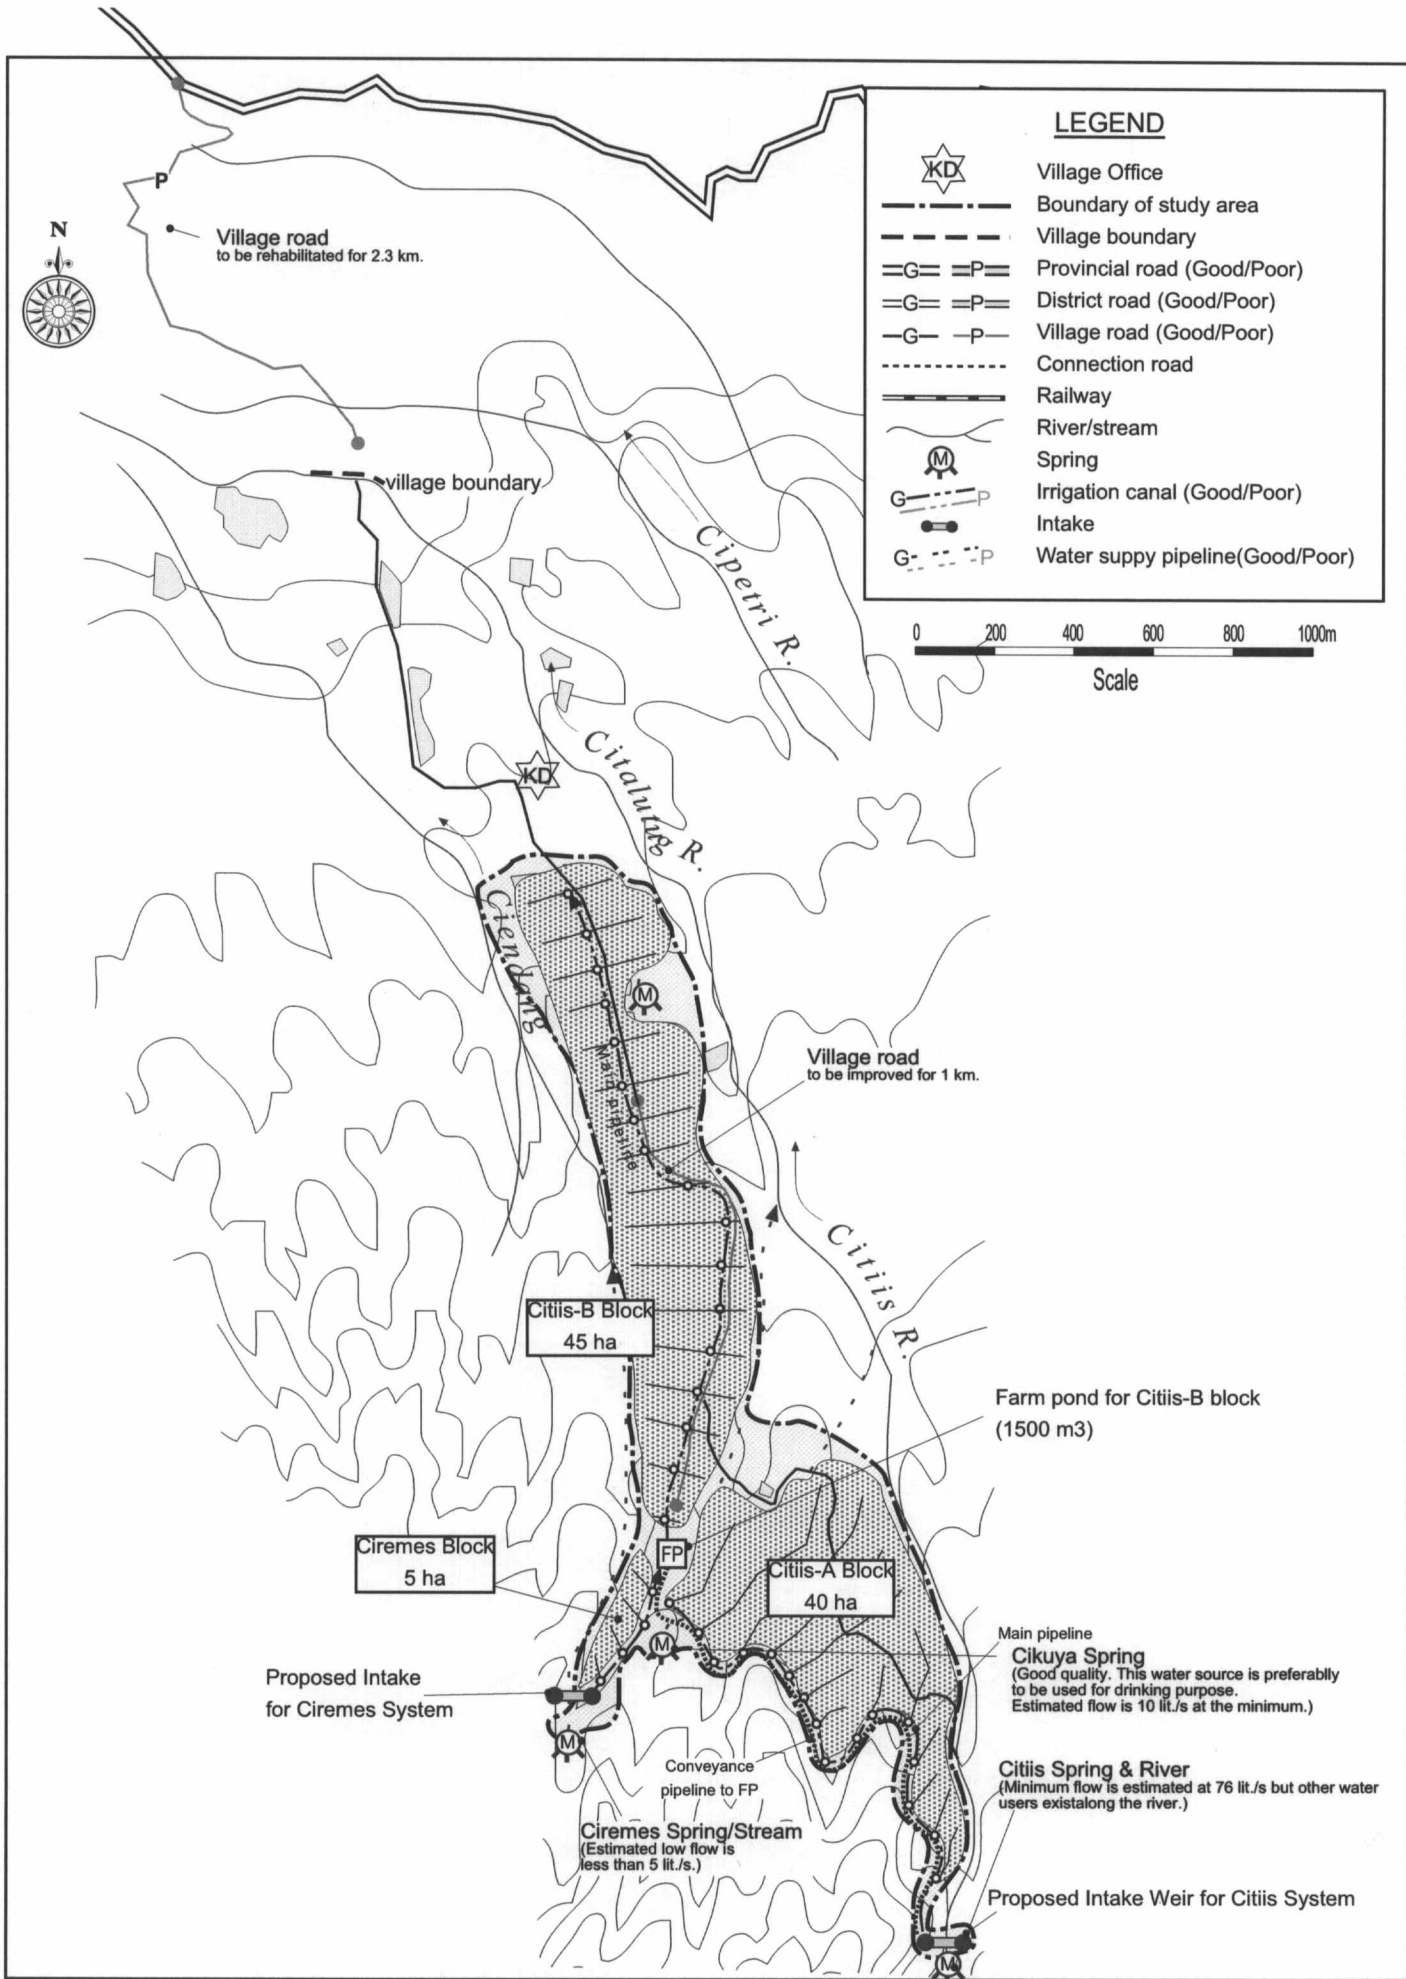 LEGEND
KD Village Office
Boundary of study area
Village boundary
G P Provincial road (Good/Poor)
G P District road (Good/Poor)
G P Village road (Good/Poor)
Connection road
Railway
River/stream
M Spring
G P Irrigation canal (Good/Poor)
Intake
G P Water suppy pipeline(Good/Poor)
0 200 400 600 800 1000m
Scale
P
N
Village road
to be rehabilitated for 2.3 km.
village boundary
Cipetri R.
KD
Citalutug R.
Ciendang
M
Main pipeline
Village road
to be improved for 1 km.
Citiis R.
Citiis-B Block
45 ha
Farm pond for Citiis-B block
(1500 m3)
Ciremes Block
5 ha
FP
Citiis-A Block
40 ha
M
Main pipeline
Cikuya Spring
(Good quality. This water source is preferablly
to be used for drinking purpose.
Estimated flow is 10 lit./s at the minimum.)
Proposed Intake
for Ciremes System
M
Conveyance
pipeline to FP
Citiis Spring & River
(Minimum flow is estimated at 76 lit./s but other water
users existalong the river.)
Ciremes Spring/Stream
(Estimated low flow is
less than 5 lit./s.)
Proposed Intake Weir for Citiis System
M